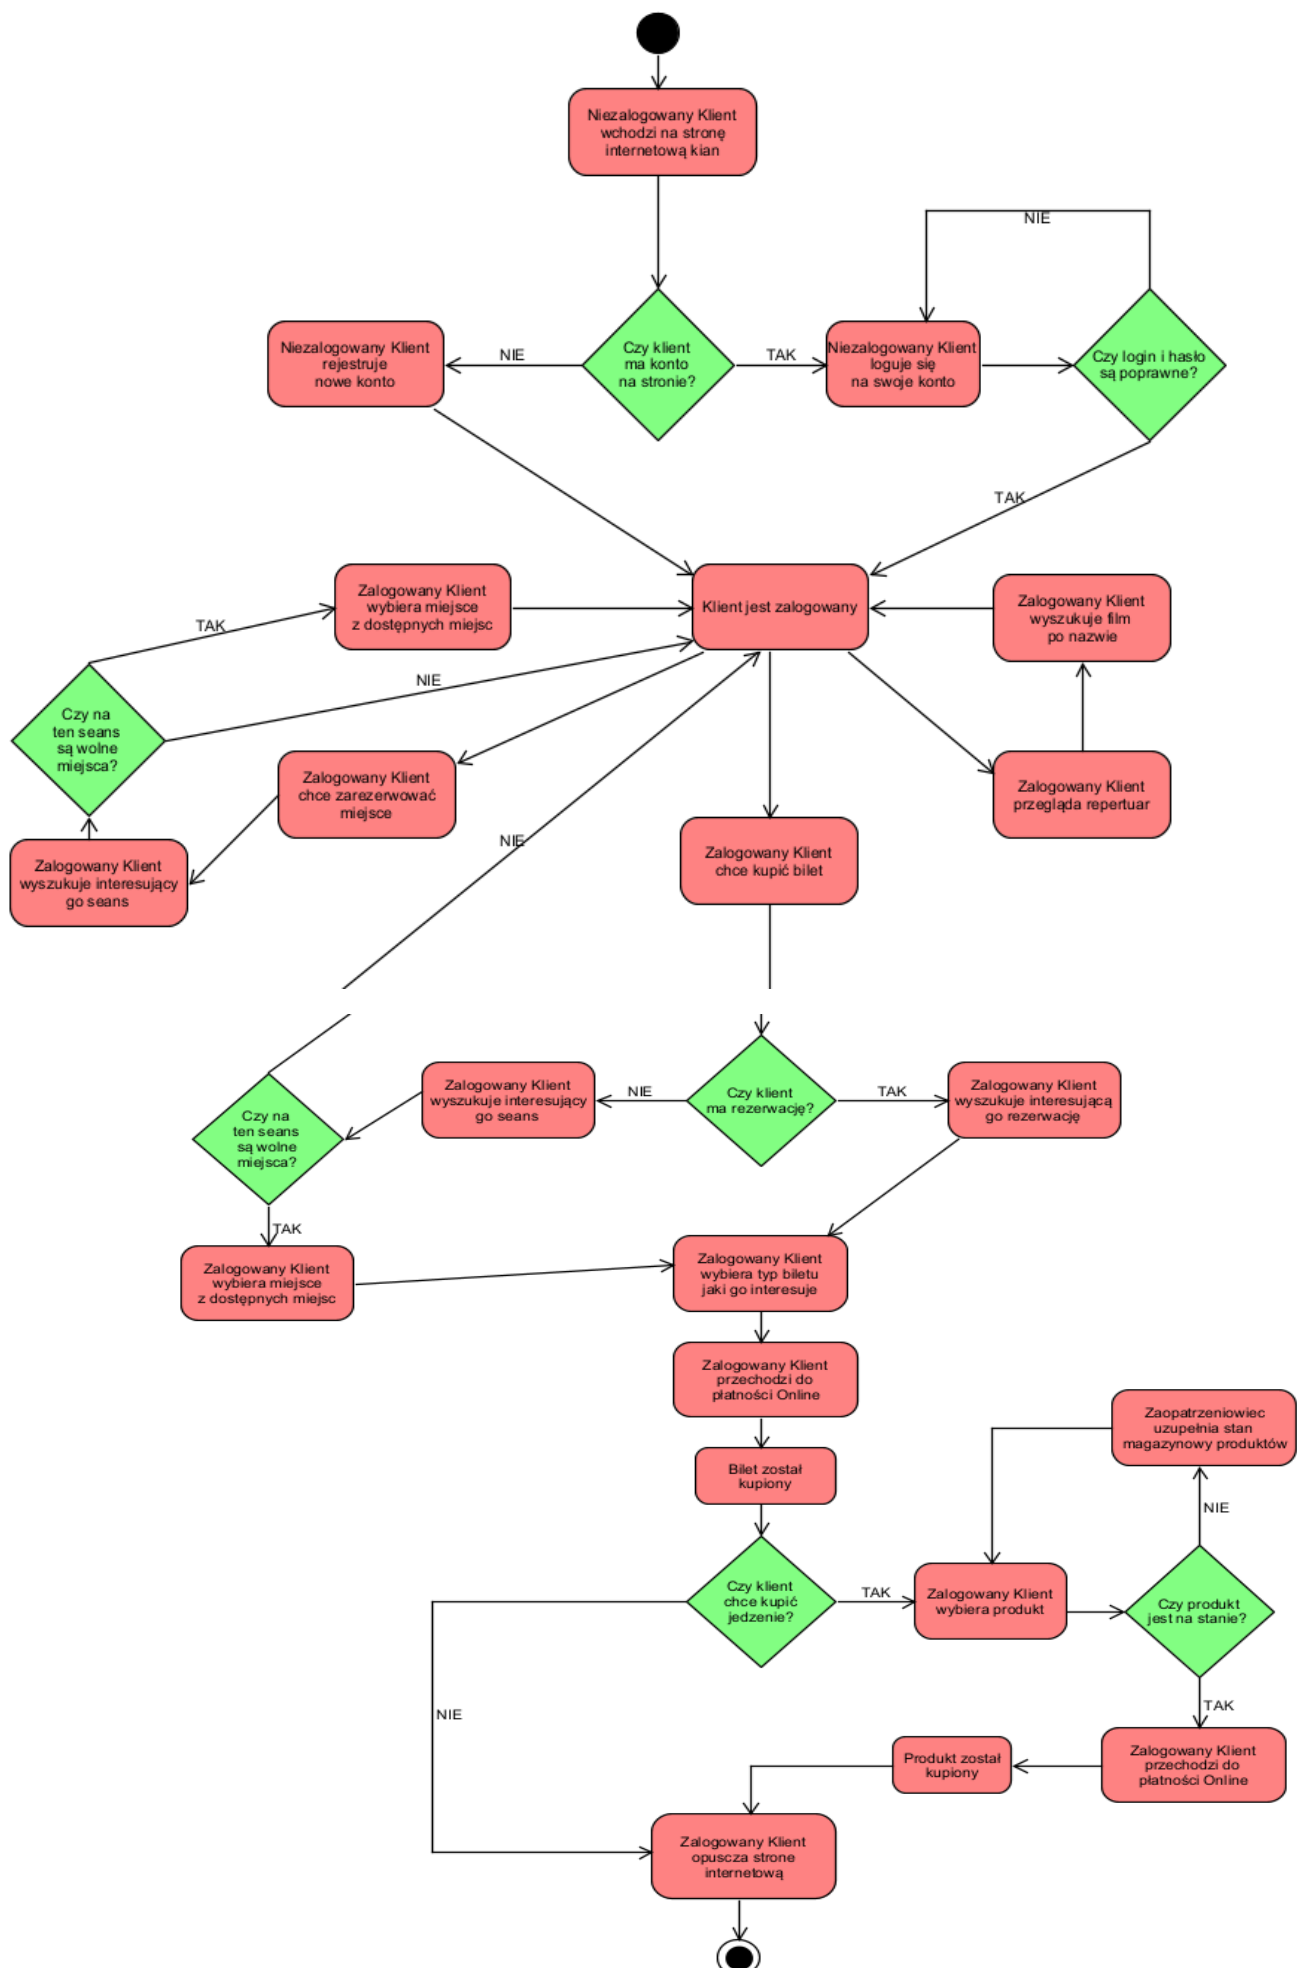 Niezalogowany Klient
wchodzi na stronę
internetową kian
NIE
Niezalogowany Klient
rejestruje
nowe konto
NIE
Czy klient
ma konto
na stronie?
TAK
Niezalogowany Klient
loguje się
na swoje konto
Czy login i hasło
są poprawne?
TAK
Zalogowany Klient
wybiera miejsce
z dostępnych miejsc
Klient jest zalogowany
Zalogowany Klient
wyszukuje film
po nazwie
TAK
NIE
Czy na
ten seans
są wolne
miejsca?
Zalogowany Klient
chce zarezerwować
miejsce
Zalogowany Klient
przegląda repertuar
NIE
Zalogowany Klient
chce kupić bilet
Zalogowany Klient
wyszukuje interesujący
go seans
Czy na
ten seans
są wolne
miejsca?
Zalogowany Klient
wyszukuje interesujący
go seans
NIE
Czy klient
ma rezerwację?
TAK
Zalogowany Klient
wyszukuje interesującą
go rezerwację
TAK
Zalogowany Klient
wybiera miejsce
z dostępnych miejsc
Zalogowany Klient
wybiera typ biletu
jaki go interesuje
Zalogowany Klient
przechodzi do
płatności Online
Zaopatrzeniowiec
uzupełnia stan
magazynowy produktów
Bilet został
kupiony
NIE
Czy klient
chce kupić
jedzenie?
TAK
Zalogowany Klient
wybiera produkt
Czy produkt
jest na stanie?
NIE
TAK
Produkt został
kupiony
Zalogowany Klient
przechodzi do
płatności Online
Zalogowany Klient
opuscza strone
internetową